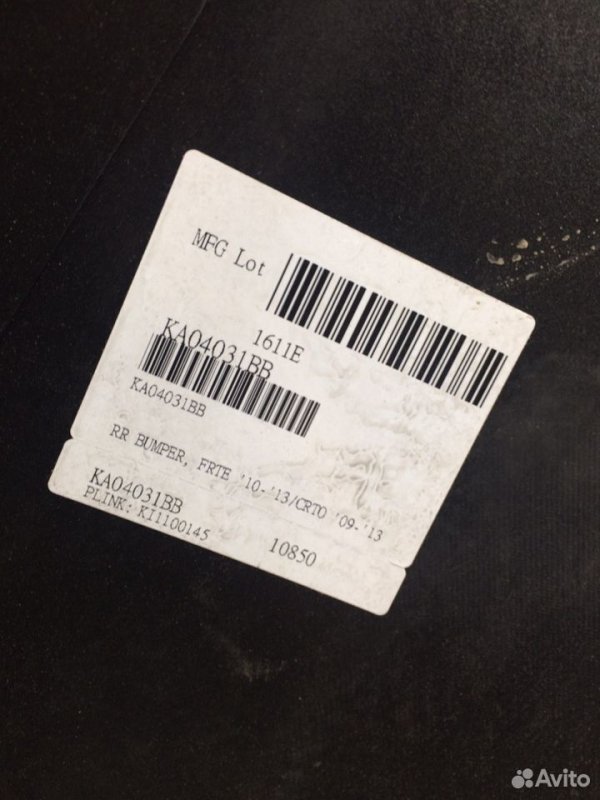 MFG Lot
1611E
KA04031BB
KA04031BB
RR BUMPER, FRTE '10-'13/CRTO '09-'13
KA04031BB
PLINK: KI1100145
10850
Avito